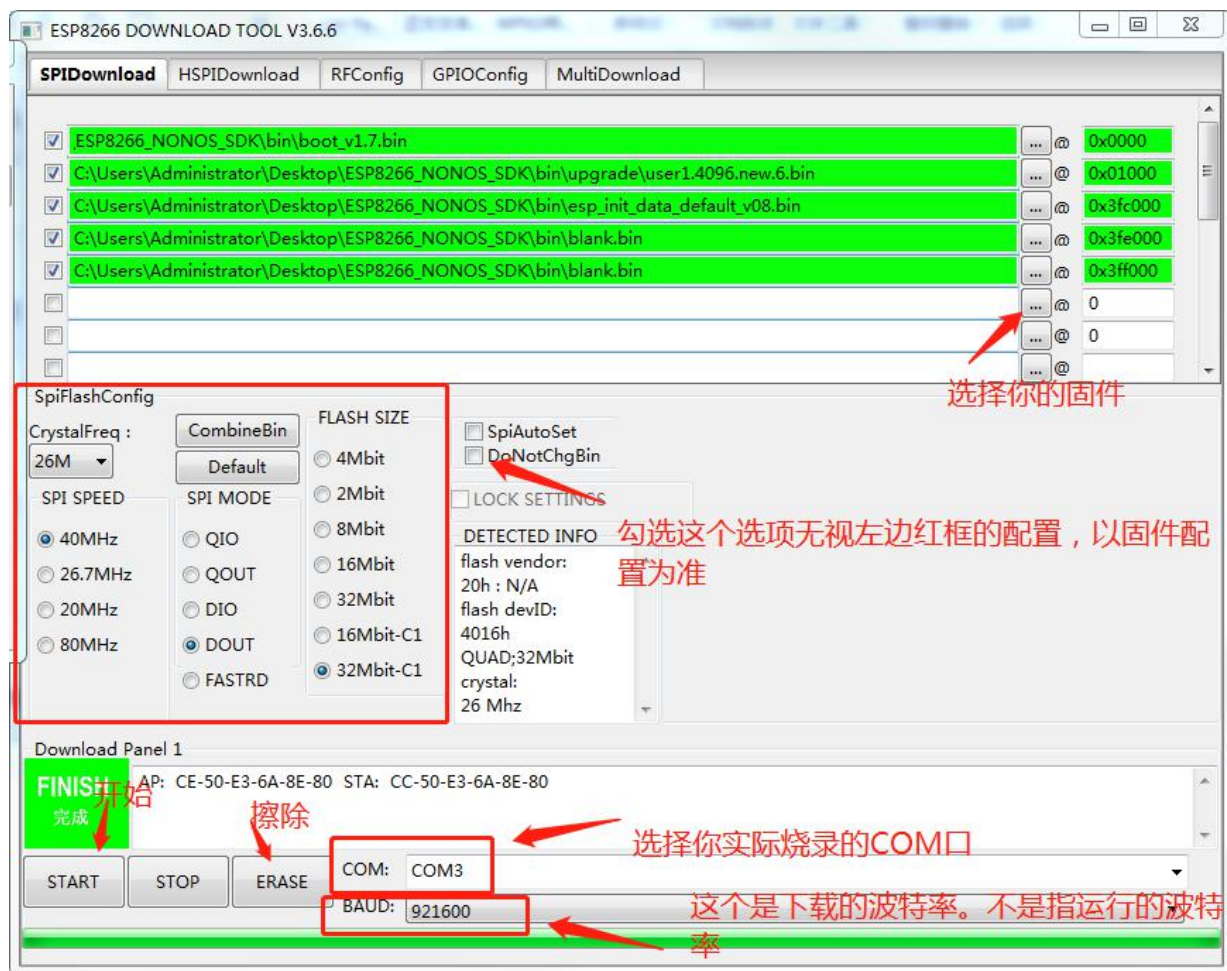 ESP8266 DOWNLOAD TOOL V3.6.6
SPIDownload HSPIDownload RFConfig GPIOConfig MultiDownload
ESP8266_NONOS_SDK\bin\boot_v1.7.bin ... @ 0x0000
C:\Users\Administrator\Desktop\ESP8266_NONOS_SDK\bin\upgrade\user1.4096.new.6.bin ... @ 0x01000
C:\Users\Administrator\Desktop\ESP8266_NONOS_SDK\bin\esp_init_data_default_v08.bin ... @ 0x3fc000
C:\Users\Administrator\Desktop\ESP8266_NONOS_SDK\bin\blank.bin ... @ 0x3fe000
C:\Users\Administrator\Desktop\ESP8266_NONOS_SDK\bin\blank.bin ... @ 0x3ff000
... @ 0
... @ 0
... @
选择你的固件
SpiFlashConfig
CrystalFreq :
26M
CombineBin
Default
SPI SPEED
40MHz
26.7MHz
20MHz
80MHz
SPI MODE
QIO
QOUT
DIO
DOUT
FASTRD
FLASH SIZE
4Mbit
2Mbit
8Mbit
16Mbit
32Mbit
16Mbit-C1
32Mbit-C1
SpiAutoSet
DoNotChgBin
LOCK SETTINGS
DETECTED INFO
flash vendor:
20h : N/A
flash devID:
4016h
QUAD;32Mbit
crystal:
26 Mhz
勾选这个选项无视左边红框的配置，以固件配
置为准
Download Panel 1
FINISH
完成
AP: CE-50-E3-6A-8E-80 STA: CC-50-E3-6A-8E-80
开始
擦除
选择你实际烧录的COM口
START STOP ERASE
COM: COM3
BAUD: 921600
这个是下载的波特率。不是指运行的波特
率